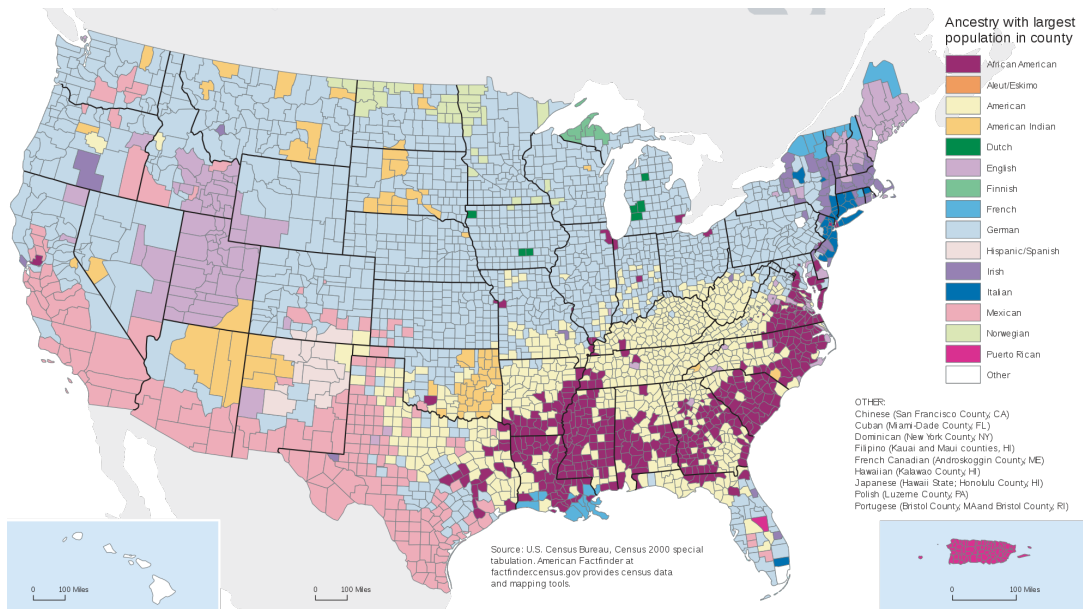 Ancestry with largest
population in county
African American
Aleut/Eskimo
American
American Indian
Dutch
English
Finnish
French
German
Hispanic/Spanish
Irish
Italian
Mexican
Norwegian
Puerto Rican
Other
OTHER:
Chinese (San Francisco County, CA)
Cuban (Miami-Dade County, FL)
Dominican (New York County, NY)
Filipino (Kauai and Maui counties, HI)
French Canadian (Androskoggin County, ME)
Hawaiian (Kalawao County, HI)
Japanese (Hawaii State; Honolulu County, HI)
Polish (Luzerne County, PA)
Portugese (Bristol County, MAand Bristol County, RI)
Source: U.S. Census Bureau, Census 2000 special
tabulation. American Factfinder at
factfinder.census.gov provides census data
and mapping tools.
0 100 Miles
0 100 Miles
0 100 Miles